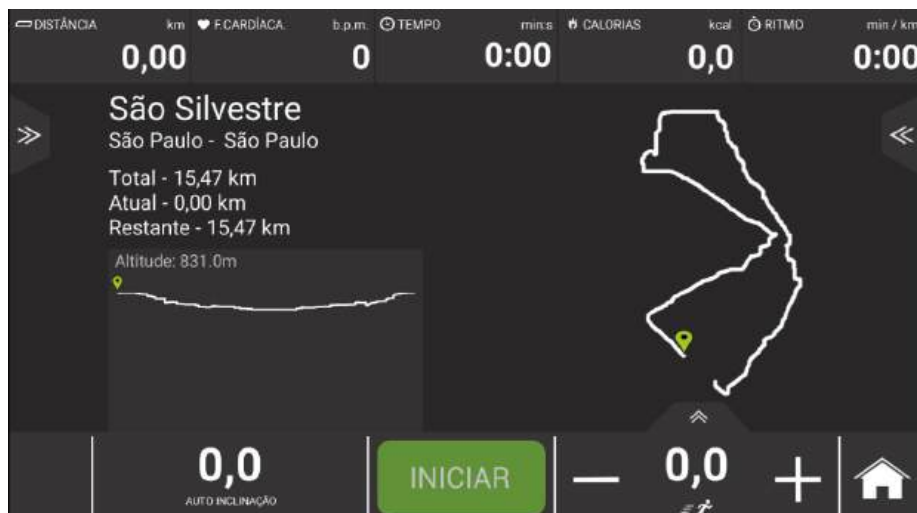 DISTÂNCIA km
0,00
F.CARDÍACA. b.p.m.
0
TEMPO min:s
0:00
CALORIAS kcal
0,0
RITMO min / km
0:00
São Silvestre
São Paulo - São Paulo
Total - 15,47 km
Atual - 0,00 km
Restante - 15,47 km
Altitude: 831.0m
0,0
AUTO INCLINAÇÃO
INICIAR
0,0